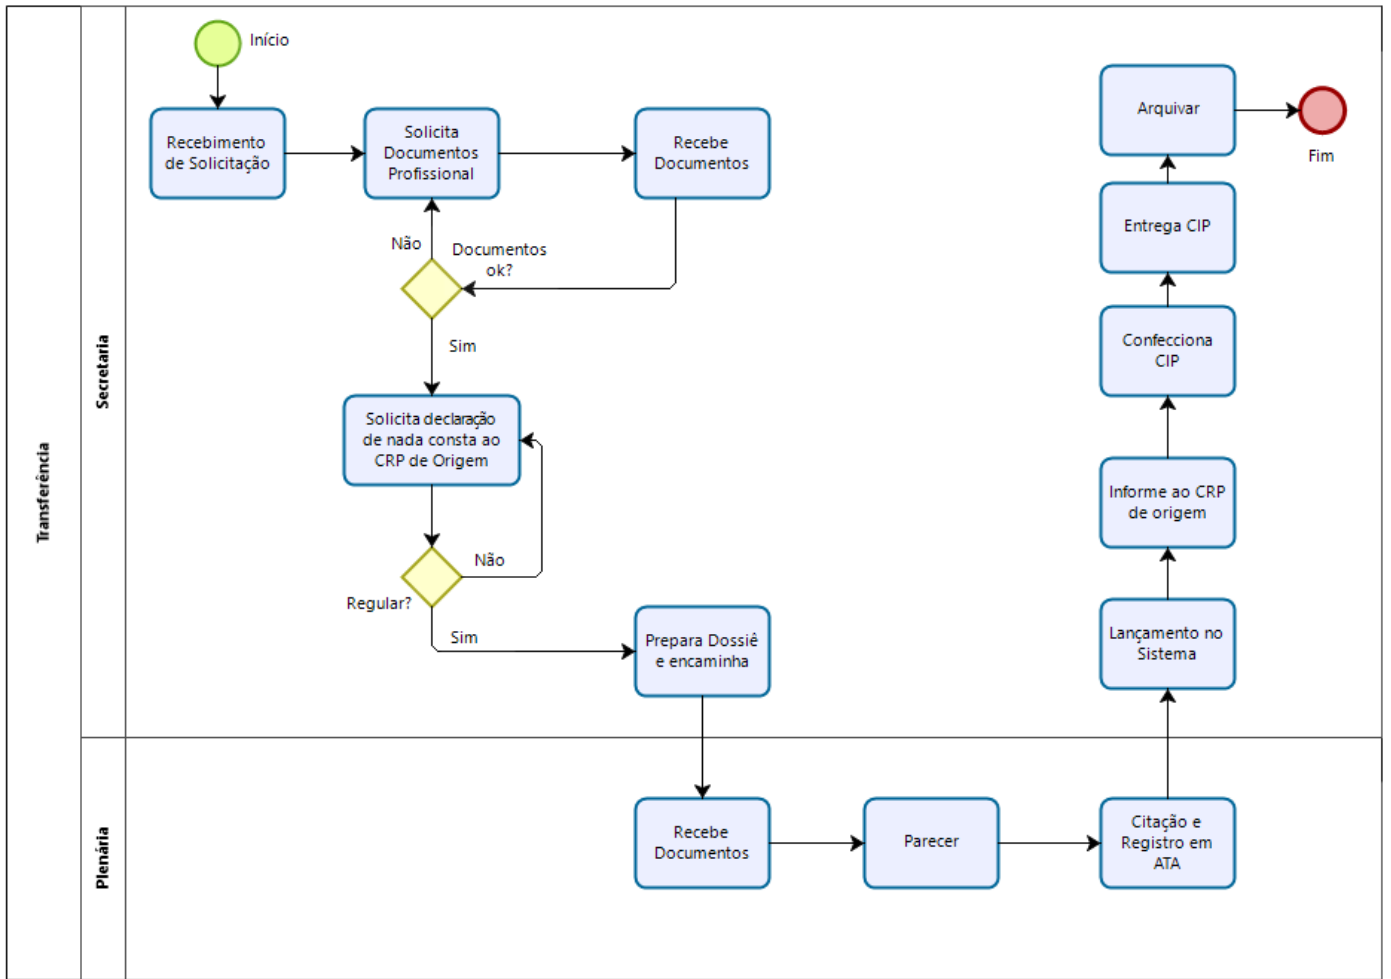 Transferência
Secretaria
Início
Recebimento
de Solicitação
Solicita
Documentos
Profissional
Recebe
Documentos
Não
Documentos
ok?
Sim
Solicita declaração
de nada consta ao
CRP de Origem
Não
Regular?
Sim
Prepara Dossiê
e encaminha
Plenária
Recebe
Documentos
Parecer
Citação e
Registro em
ATA
Lançamento no
Sistema
Informe ao CRP
de origem
Confecciona
CIP
Entrega CIP
Arquivar
Fim